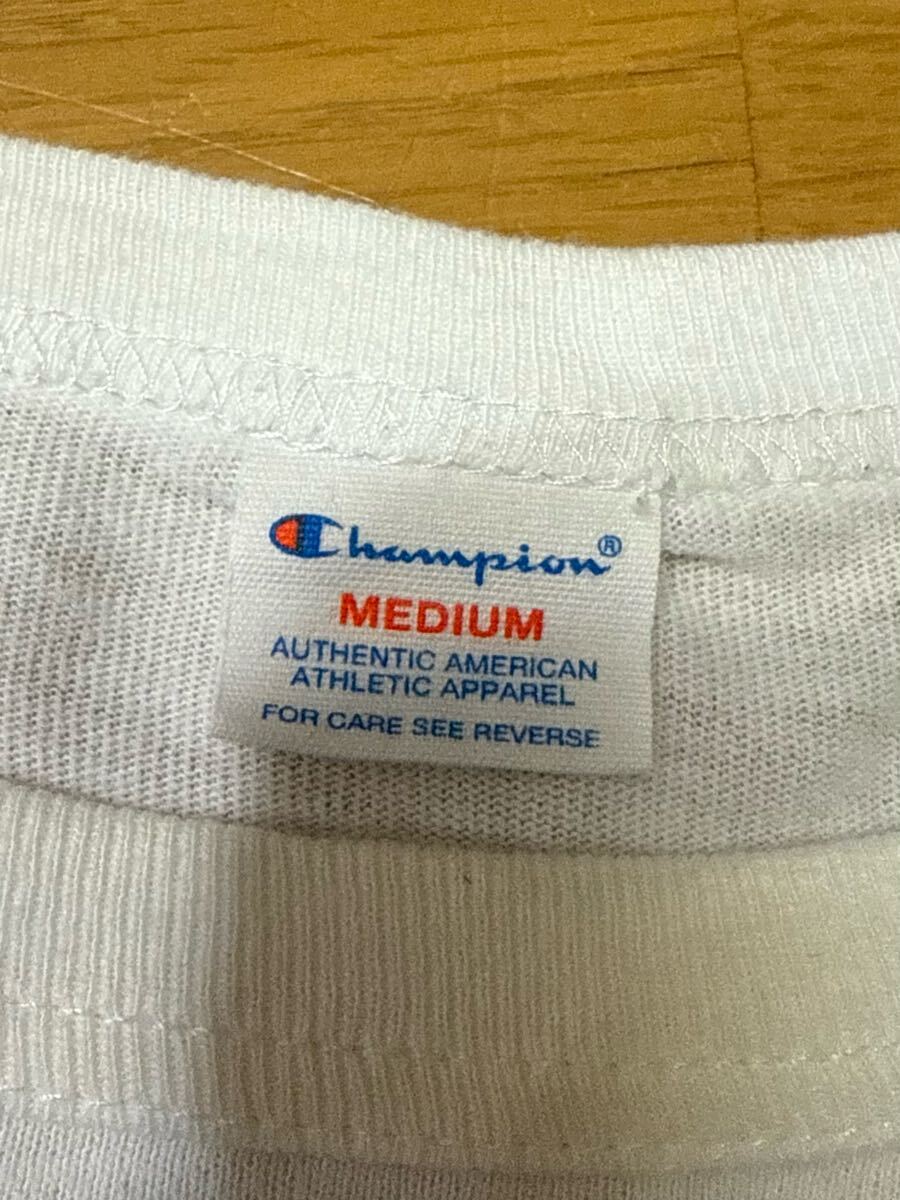 Champion®
MEDIUM
AUTHENTIC AMERICAN
ATHLETIC APPAREL
FOR CARE SEE REVERSE